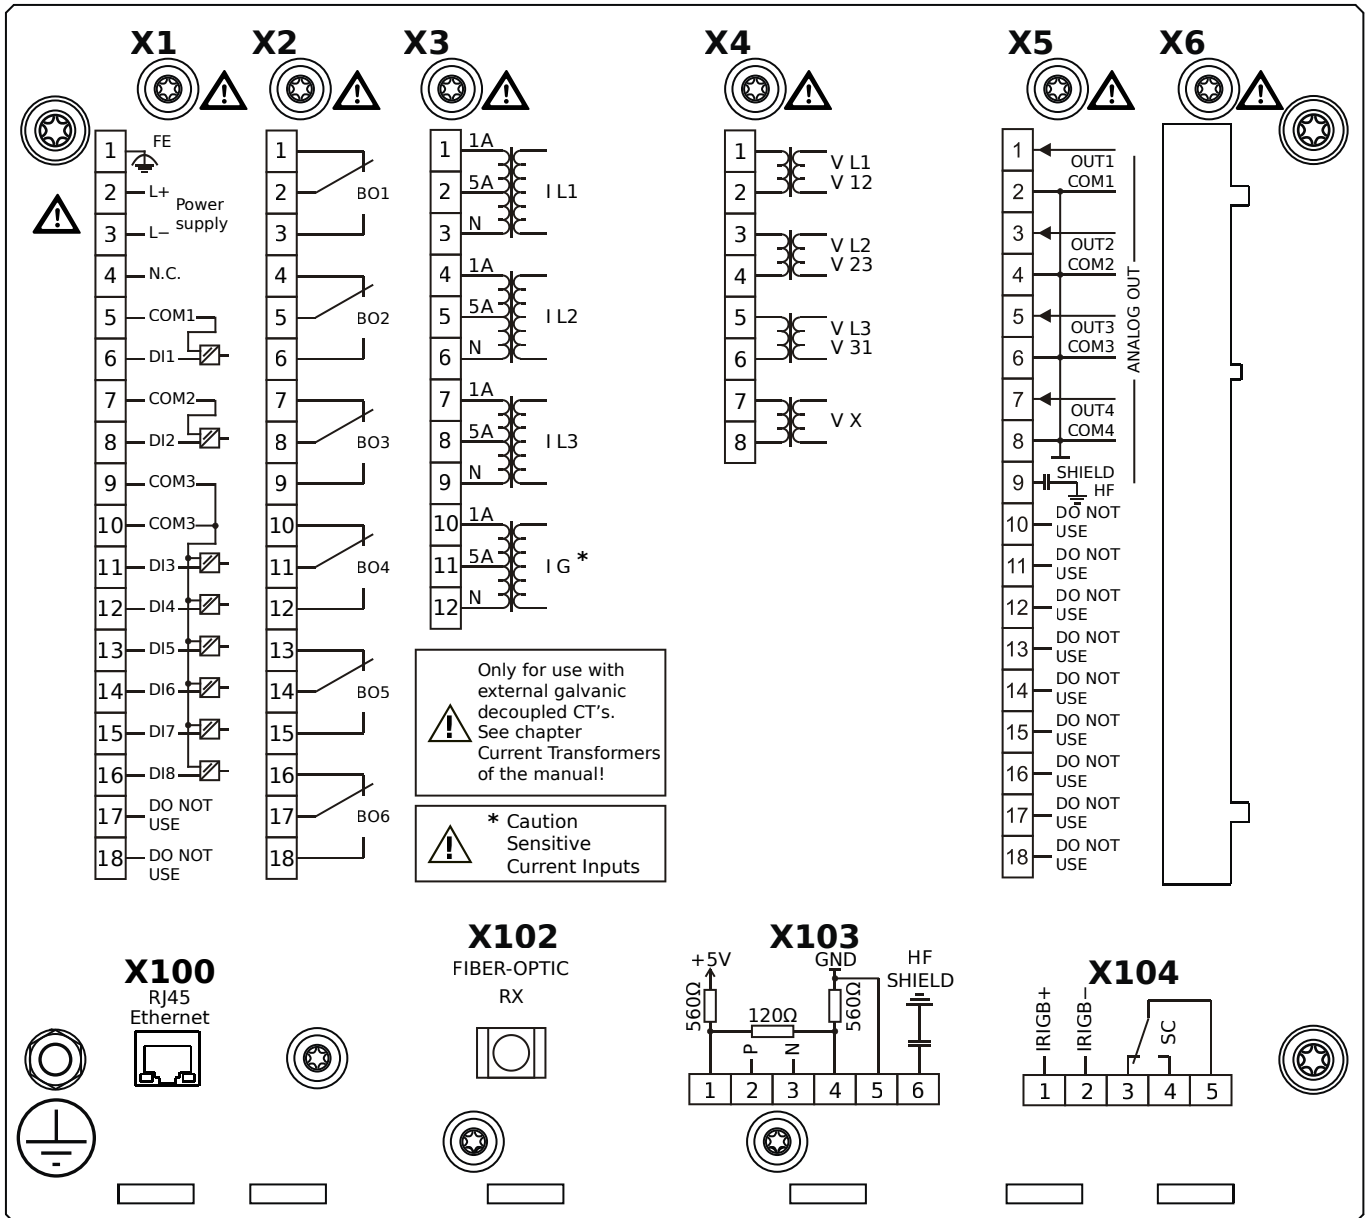 X1
X2
X3
X4
X5
X6
1 FE
2 L+
Power
supply
3 L−
4 N.C.
5 COM1
6 DI1
7 COM2
8 DI2
9 COM3
10 COM3
11 DI3
12 DI4
13 DI5
14 DI6
15 DI7
16 DI8
17 DO NOT
USE
18 DO NOT
USE
1
2 BO1
3
4
5 BO2
6
7
8 BO3
9
10
11 BO4
12
13
14 BO5
15
16
17 BO6
18
1 1A
2 5A I L1
3 N
4 1A
5 5A I L2
6 N
7 1A
8 5A I L3
9 N
10 1A
11 5A I G *
12 N
Only for use with
external galvanic
decoupled CT's.
See chapter
Current Transformers
of the manual!
* Caution
Sensitive
Current Inputs
1 V L1
2 V 12
3 V L2
4 V 23
5 V L3
6 V 31
7 V X
8
1 OUT1
2 COM1
3 OUT2
4 COM2
5 OUT3
6 COM3
7 OUT4
8 COM4
ANALOG OUT
9 SHIELD
HF
10 DO NOT
USE
11 DO NOT
USE
12 DO NOT
USE
13 DO NOT
USE
14 DO NOT
USE
15 DO NOT
USE
16 DO NOT
USE
17 DO NOT
USE
18 DO NOT
USE
X100
RJ45
Ethernet
X102
FIBER-OPTIC
RX
X103
+5V
GND
HF
SHIELD
560Ω
120Ω
560Ω
P
N
1 2 3 4 5 6
X104
IRIGB+
IRIGB−
SC
1 2 3 4 5